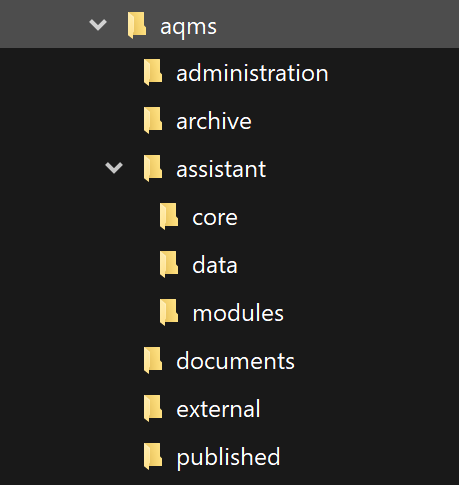 aqms
administration
archive
assistant
core
data
modules
documents
external
published